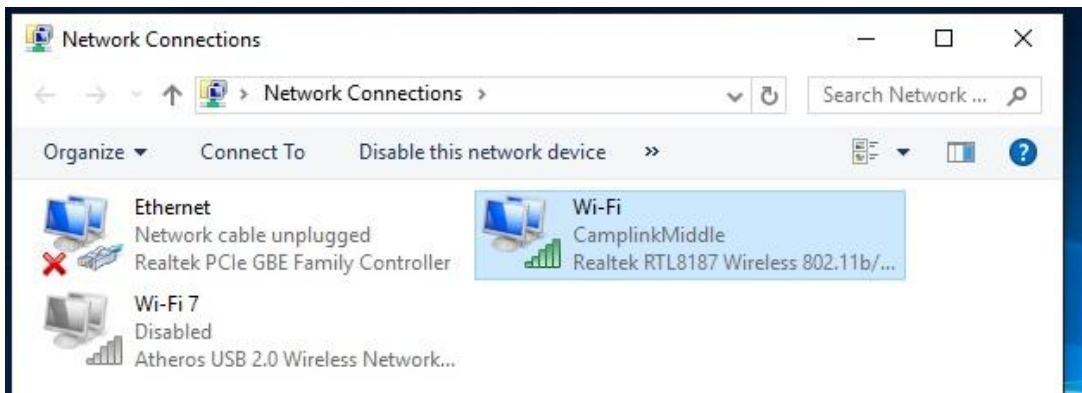 Network Connections
Network Connections
Search Network ...
Organize Connect To Disable this network device »
Ethernet
Network cable unplugged
Realtek PCIe GBE Family Controller
Wi-Fi
CamplinkMiddle
Realtek RTL8187 Wireless 802.11b/...
Wi-Fi 7
Disabled
Atheros USB 2.0 Wireless Network...